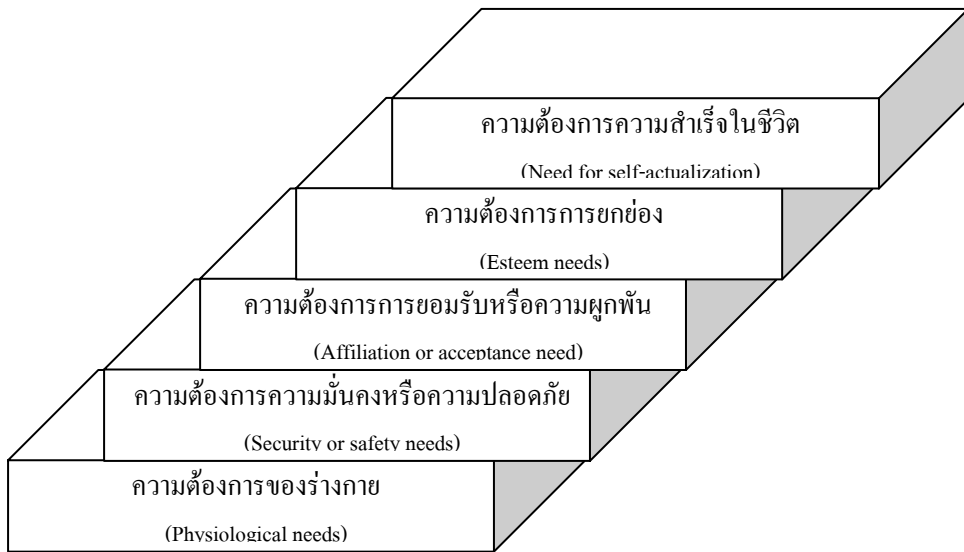 ความต้องการความสำเร็จในชีวิต
(Need for self-actualization)
ความต้องการการยกย่อง
(Esteem needs)
ความต้องการการยอมรับหรือความผูกพัน
(Affiliation or acceptance need)
ความต้องการความมั่นคงหรือความปลอดภัย
(Security or safety needs)
ความต้องการของร่างกาย
(Physiological needs)